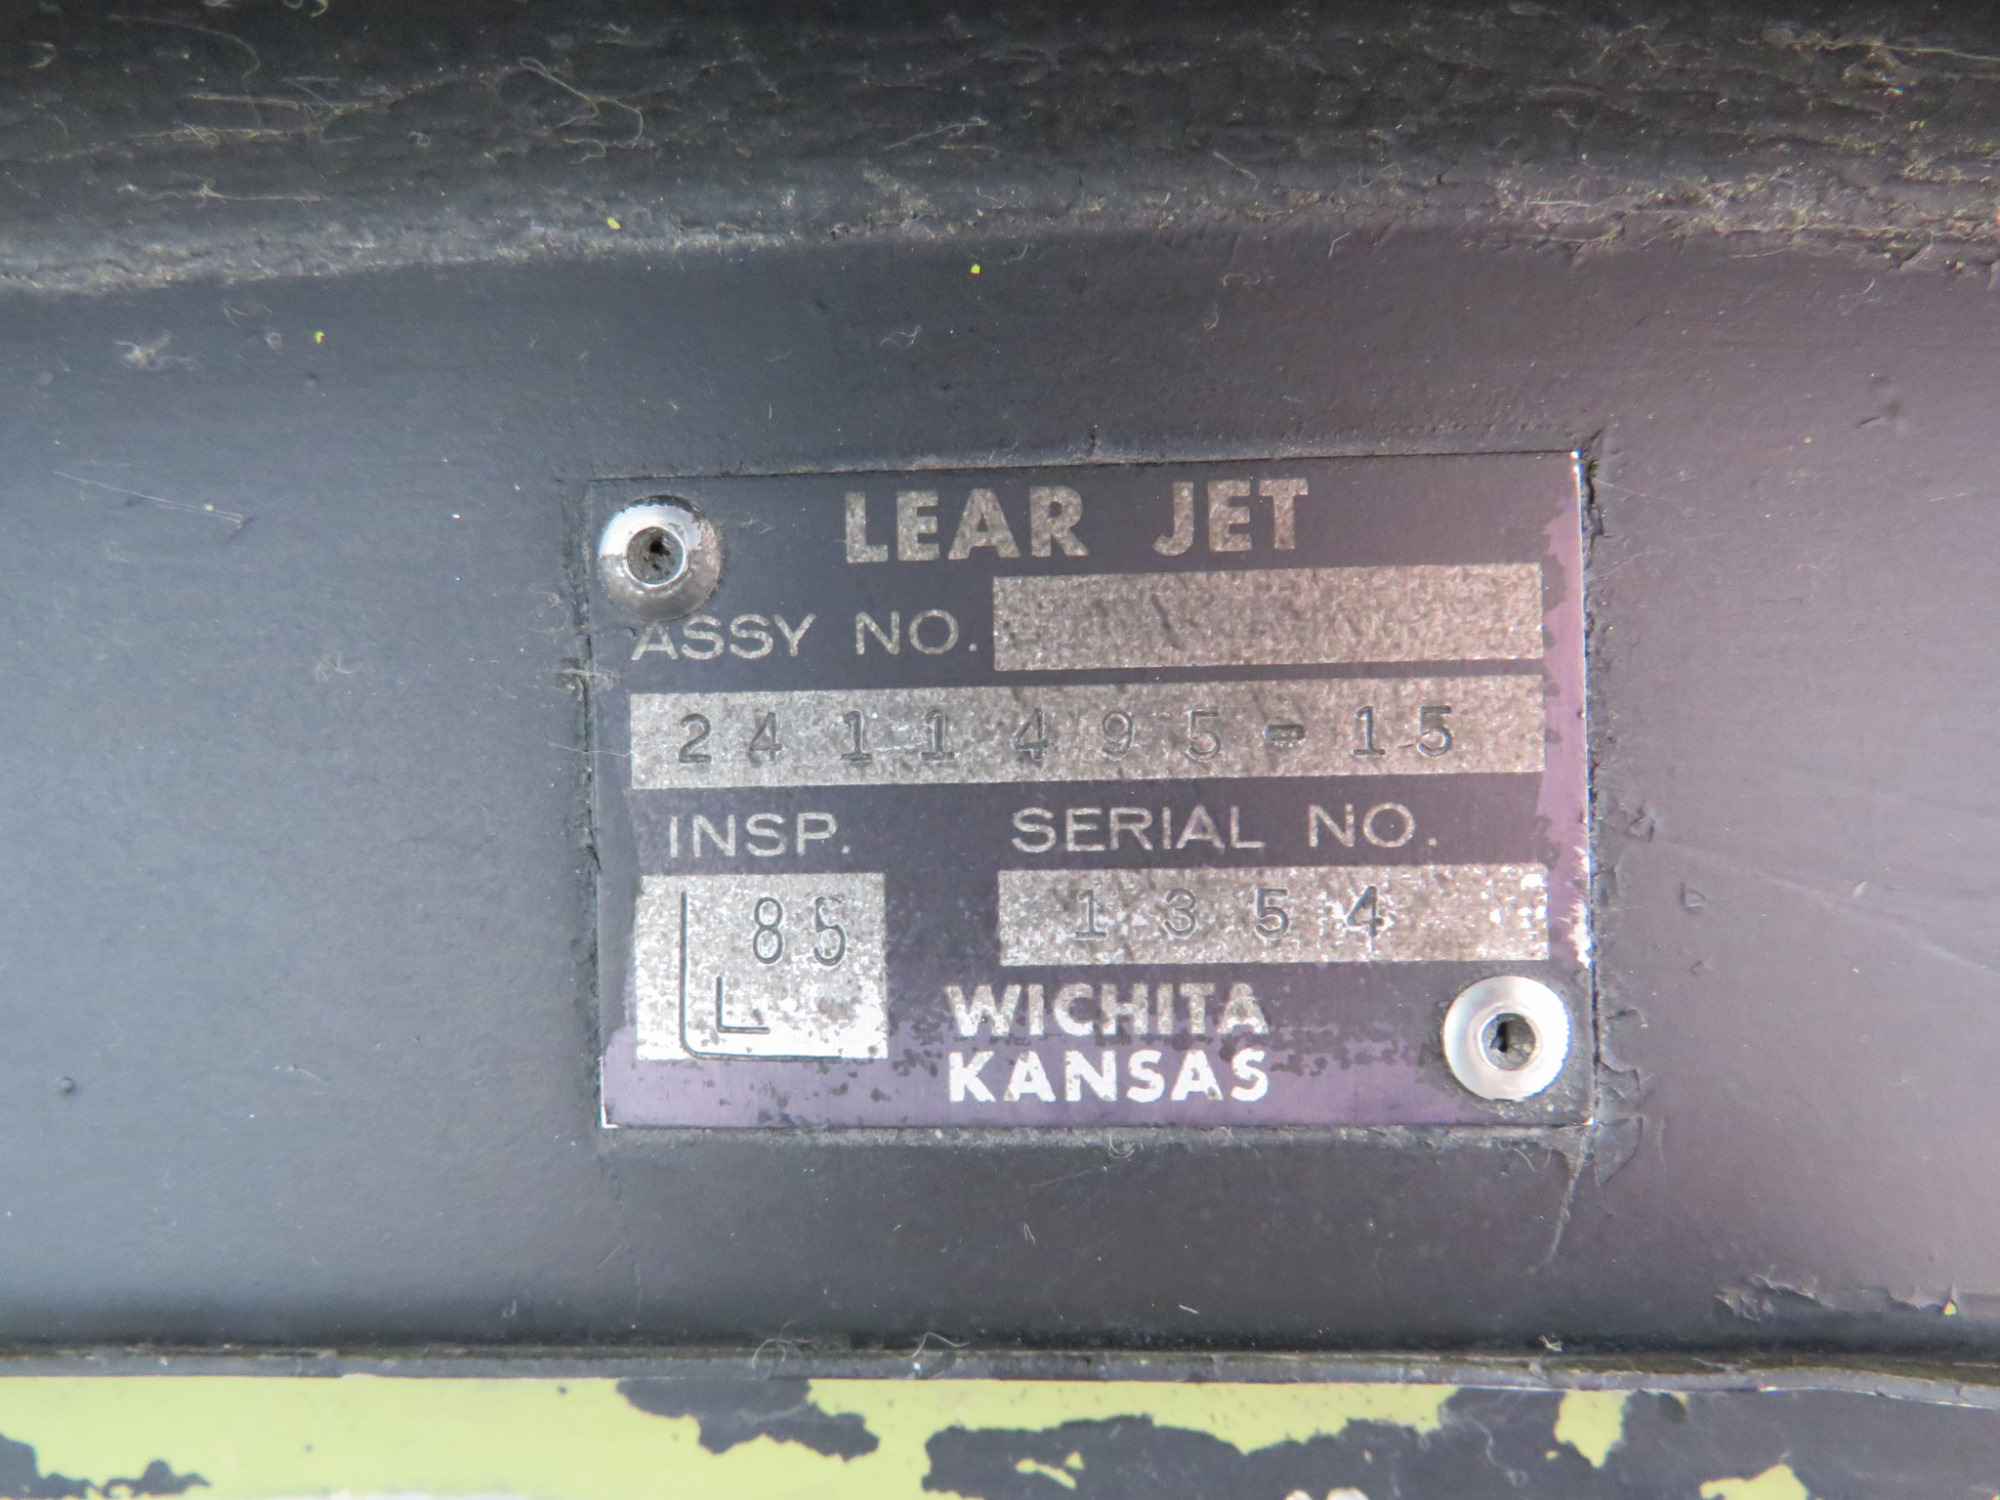 LEAR JET
ASSY NO.
2411495-15
INSP. SERIAL NO.
85 1354
L
WICHITA
KANSAS